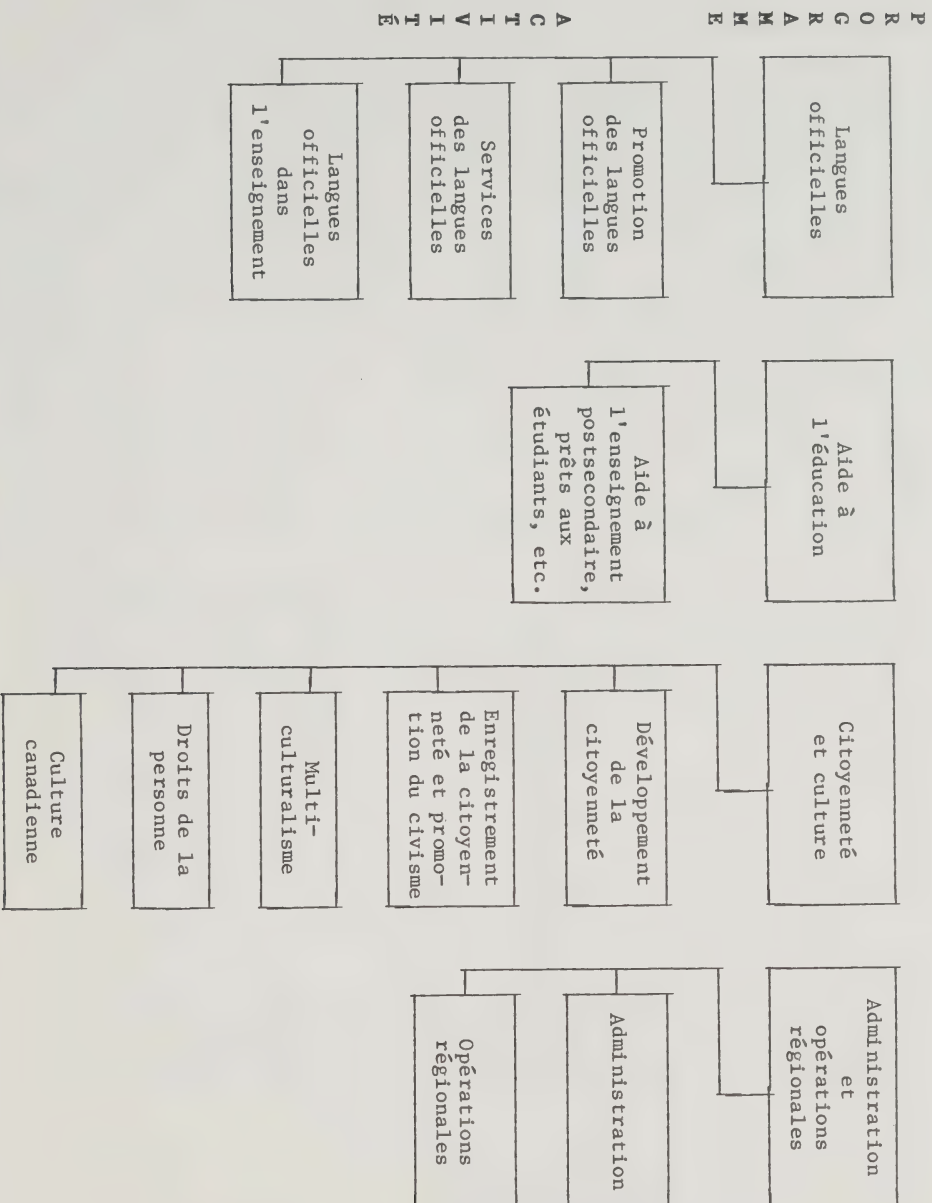 PROGRAMME
Langues
officielles
Aide à
l'éducation
Citoyenneté
et culture
Administration
et
opérations
régionales
ACTIVITÉ
Promotion
des langues
officielles
Services
des langues
officielles
Langues
officielles
dans
l'enseignement
Aide à
l'enseignement
postsecondaire,
prêts aux
étudiants, etc.
Développement
de la
citoyenneté
Enregistrement
de la citoyen-
neté et promo-
tion du civisme
Multi-
culturalisme
Droits de la
personne
Culture
canadienne
Administration
Opérations
régionales